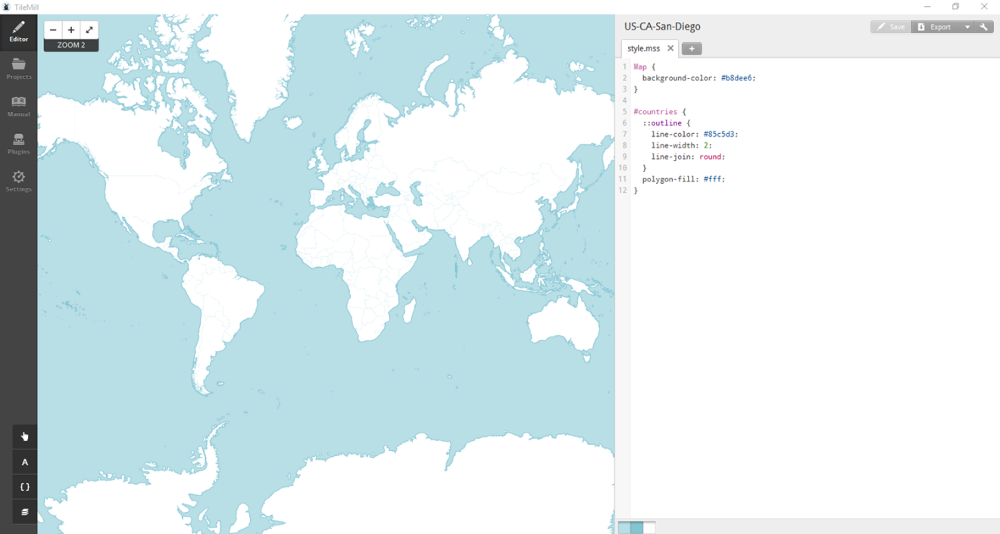 TileMill
Editor
Projects
Manual
Plugins
Settings
− + 
ZOOM 2
A
{ }
US-CA-San-Diego
Save
Export
style.mss ×
+
1 Map {
2 background-color: #b8dee6;
3 }
4
5 #countries {
6 ::outline {
7 line-color: #85c5d3;
8 line-width: 2;
9 line-join: round;
10 }
11 polygon-fill: #fff;
12 }